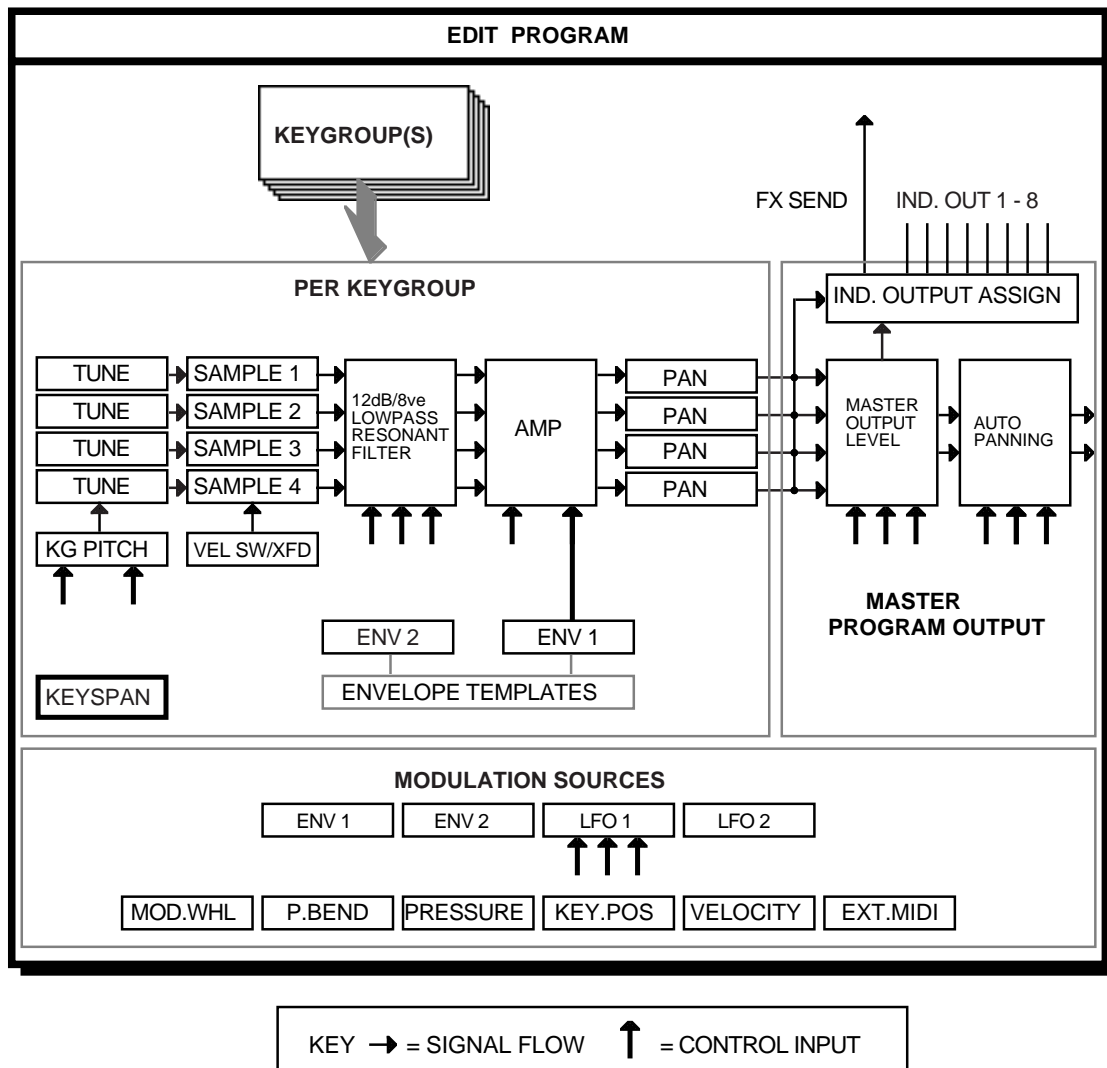 EDIT PROGRAM
KEYGROUP(S)
FX SEND
IND. OUT 1 - 8
PER KEYGROUP
IND. OUTPUT ASSIGN
TUNE
SAMPLE 1
TUNE
SAMPLE 2
TUNE
SAMPLE 3
TUNE
SAMPLE 4
12dB/8ve
LOWPASS
RESONANT
FILTER
AMP
PAN
PAN
PAN
PAN
MASTER
OUTPUT
LEVEL
AUTO
PANNING
KG PITCH
VEL SW/XFD
MASTER
PROGRAM OUTPUT
ENV 2
ENV 1
ENVELOPE TEMPLATES
KEYSPAN
MODULATION SOURCES
ENV 1
ENV 2
LFO 1
LFO 2
MOD.WHL
P.BEND
PRESSURE
KEY.POS
VELOCITY
EXT.MIDI
KEY = SIGNAL FLOW = CONTROL INPUT